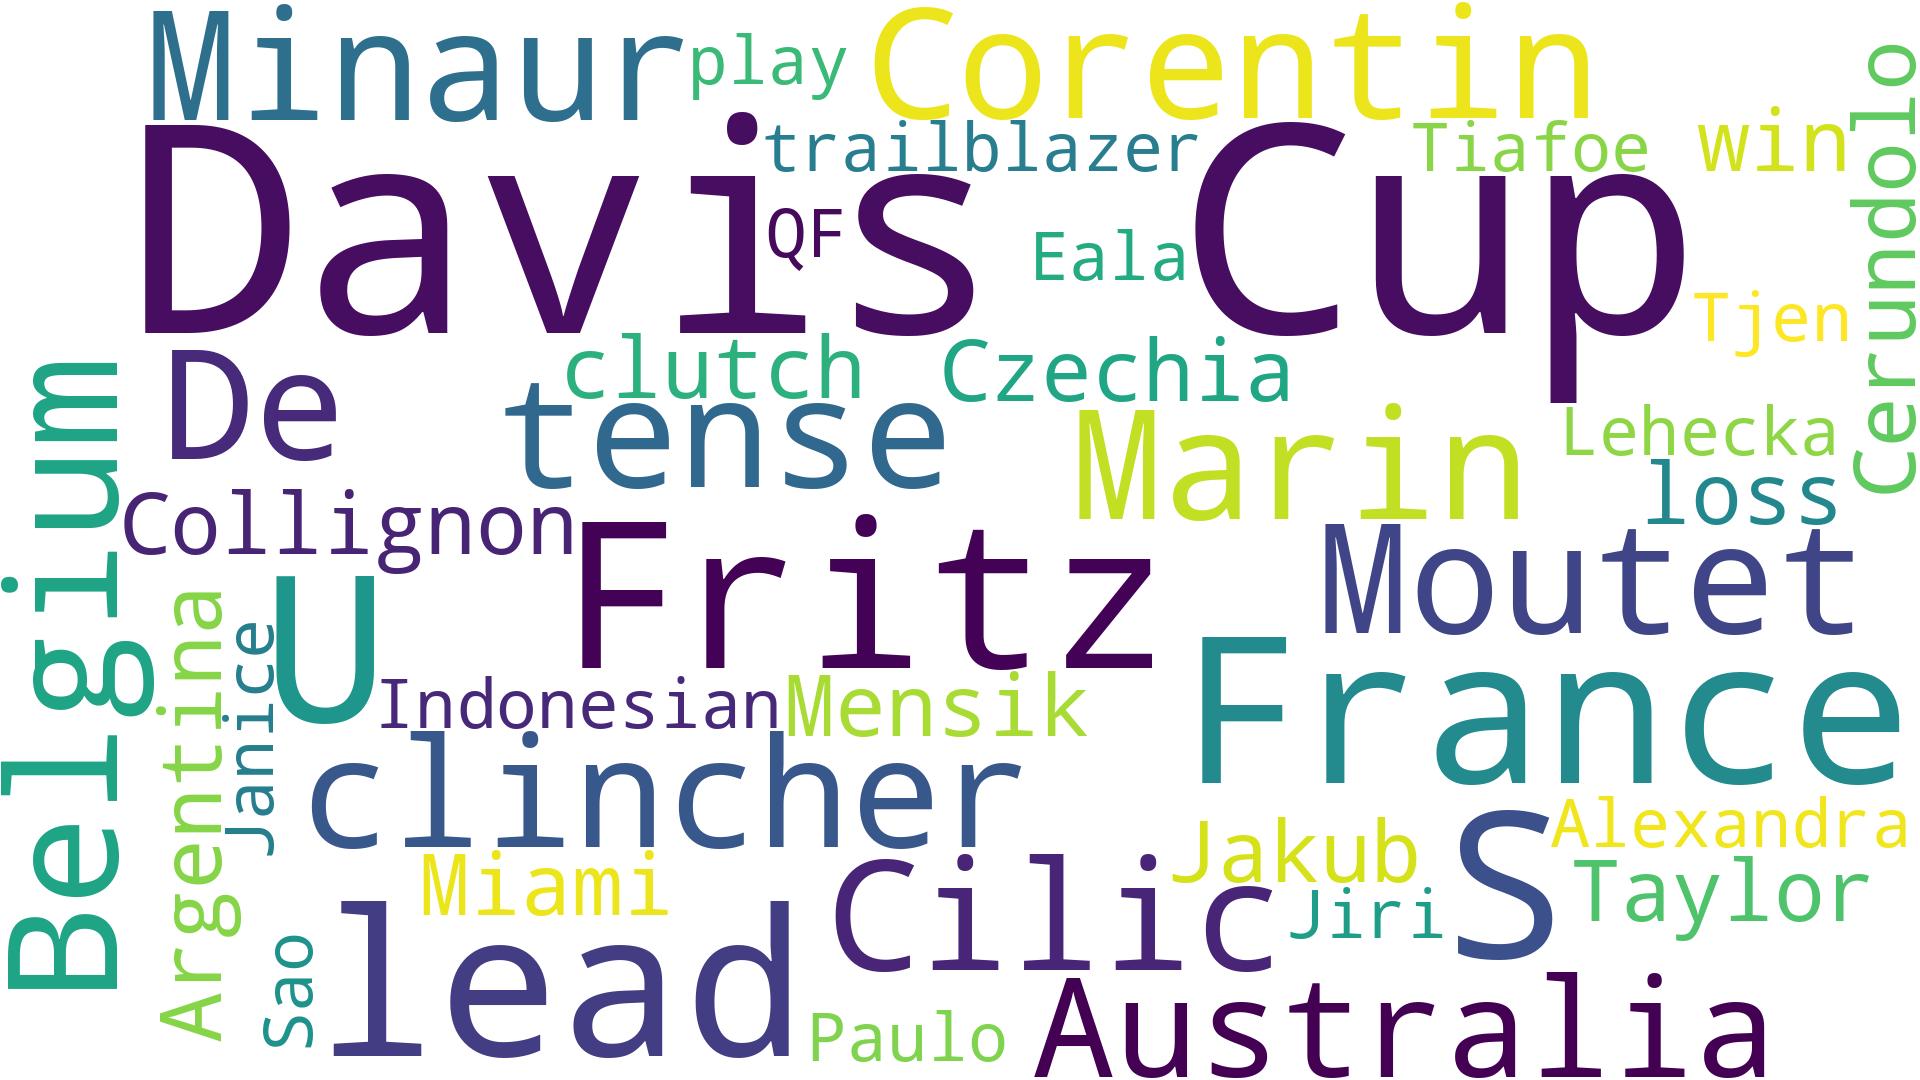 Minaur
play
Corentin
Davis Cup
trailblazer
Tiafoe
win
Cerundolo
QF
Eala
Tjen
De
clutch
Czechia
tense
Marin
Lehecka
loss
Belgium
Collignon
Fritz
Moutet
Argentina
Janice
U
Indonesian
Mensik
France
clincher
Miami
Cilic
Jakub
S
Alexandra
Taylor
Jiri
Sao
lead
Paulo
Australia